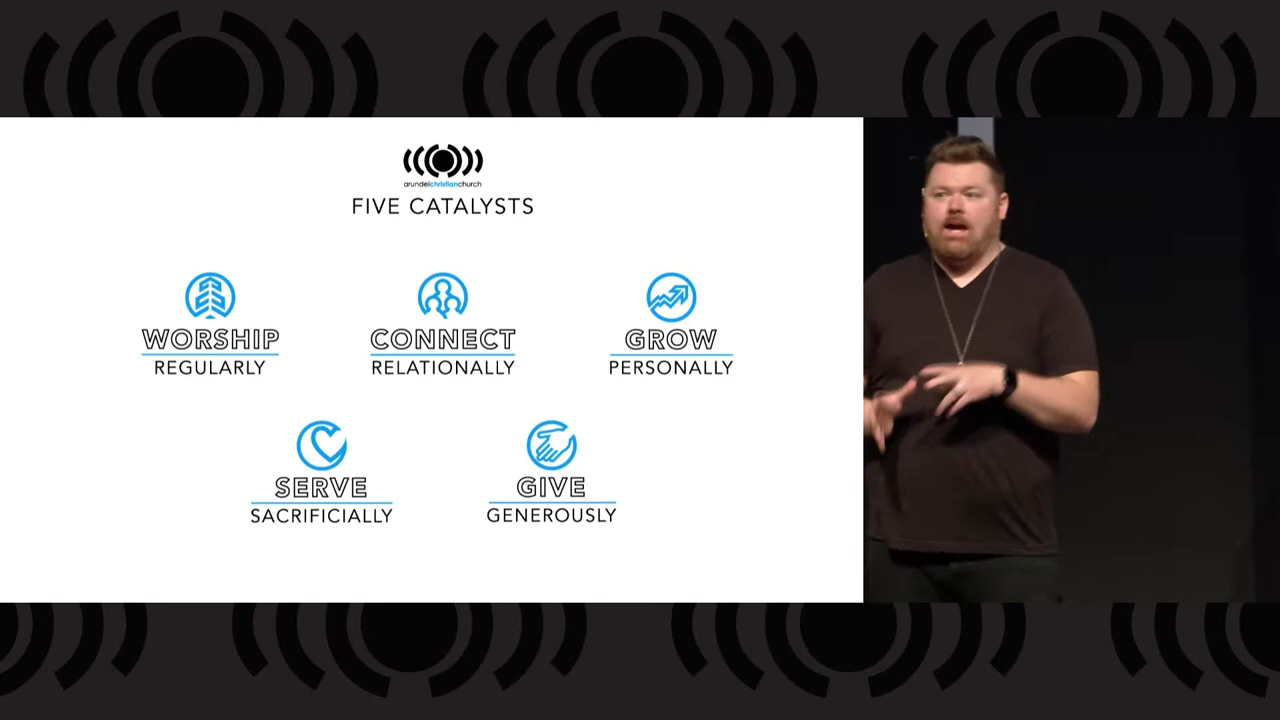 arundelchristianchurch
FIVE CATALYSTS
WORSHIP
REGULARLY
CONNECT
RELATIONALLY
GROW
PERSONALLY
SERVE
SACRIFICIALLY
GIVE
GENEROUSLY